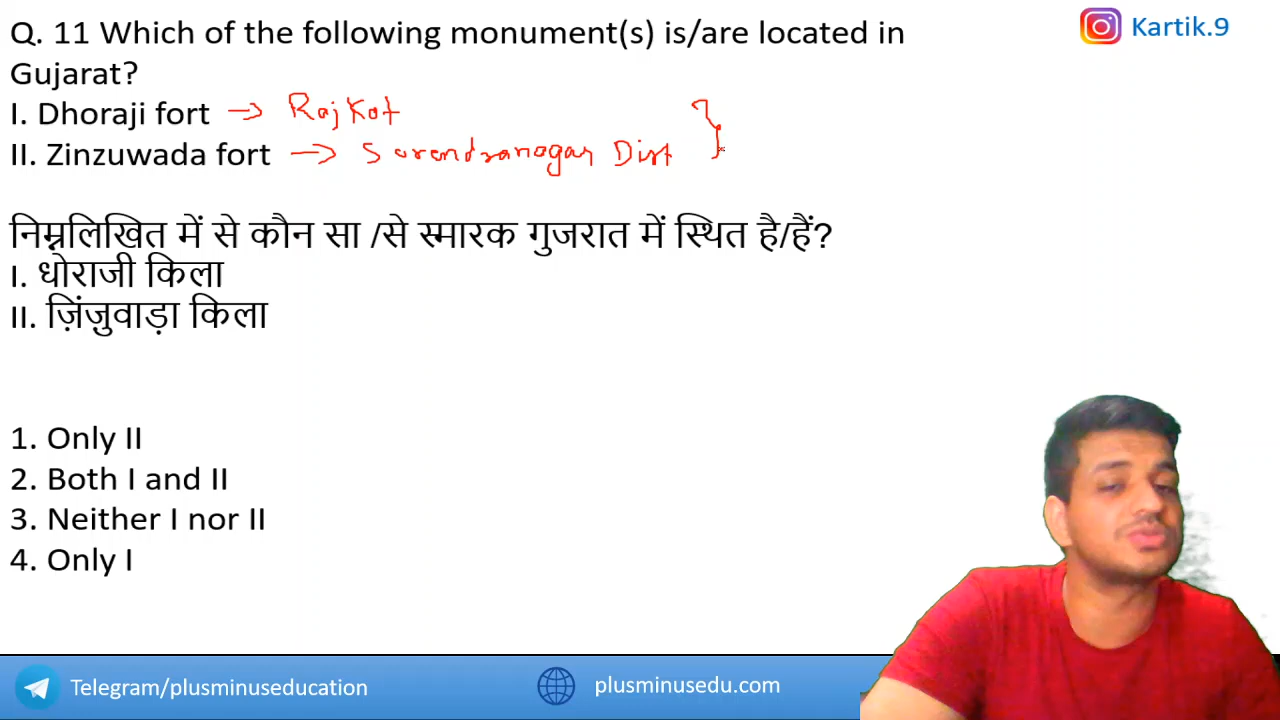 Q. 11 Which of the following monument(s) is/are located in
Gujarat?
I. Dhoraji fort → Rajkot
II. Zinzuwada fort → Surendranagar Dist
निम्नलिखित में से कौन सा /से स्मारक गुजरात में स्थित है/हैं?
I. धोराजी किला
II. ज़िंज़ुवाड़ा किला
1. Only II
2. Both I and II
3. Neither I nor II
4. Only I
Kartik.9
Telegram/plusminuseducation
plusminusedu.com